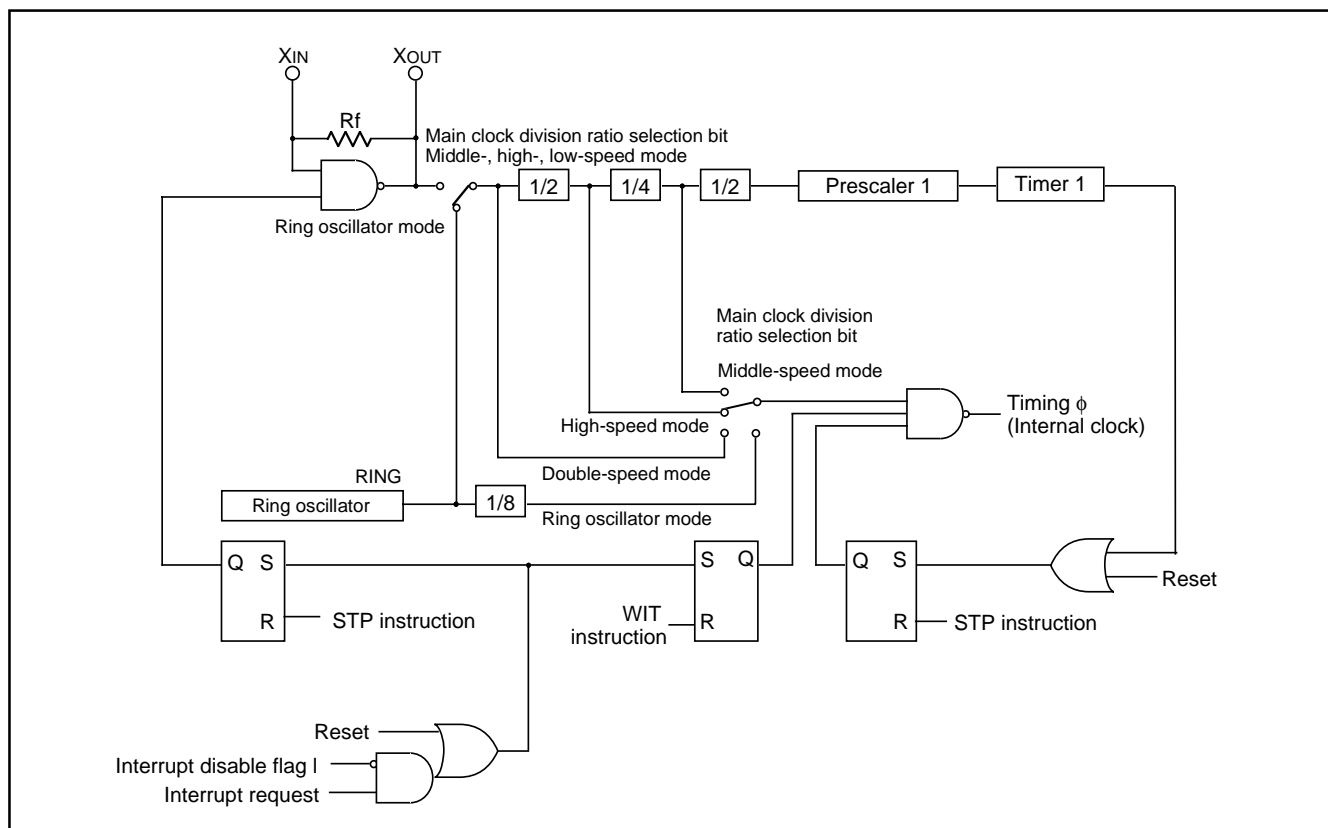 XIN
XOUT
Rf
Main clock division ratio selection bit
Middle-, high-, low-speed mode
1/2
1/4
1/2
Prescaler 1
Timer 1
Ring oscillator mode
Main clock division
ratio selection bit
Middle-speed mode
High-speed mode
Timing ϕ
(Internal clock)
Double-speed mode
RING
Ring oscillator
1/8
Ring oscillator mode
Q
S
R
STP instruction
S
Q
R
WIT
instruction
Q
S
R
STP instruction
Reset
Reset
Interrupt disable flag l
Interrupt request